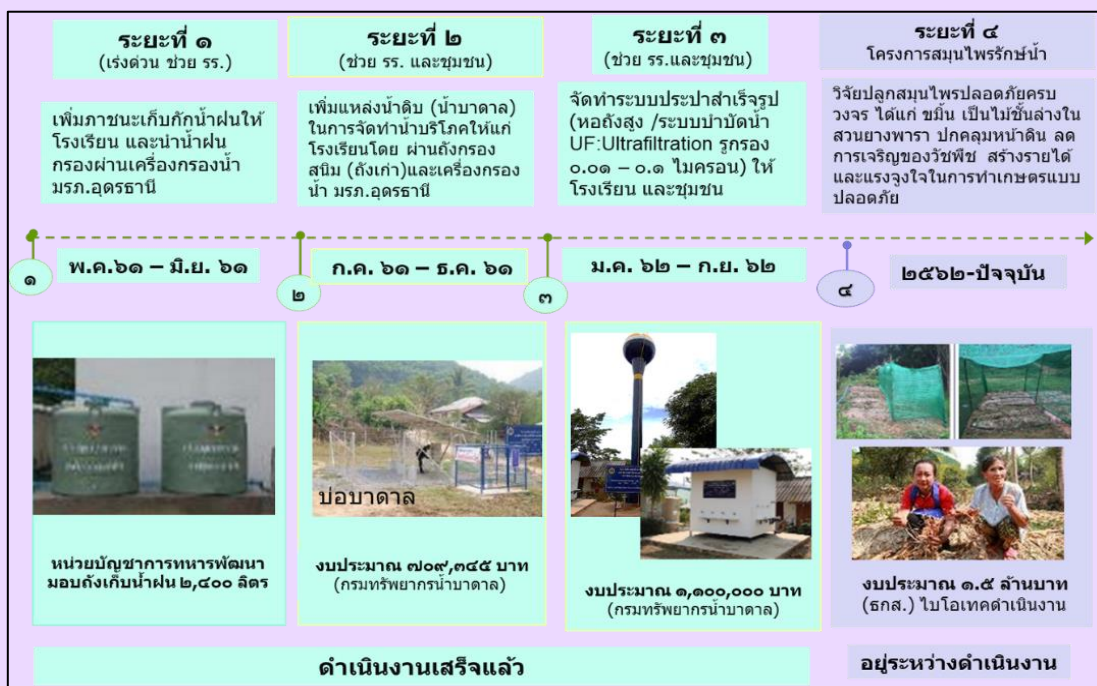 ระยะที่ ๑
(เร่งด่วน ช่วย รร.)
เพิ่มภาชนะเก็บกักน้ำฝนให้
โรงเรียน และนำน้ำฝน
กรองผ่านเครื่องกรองน้ำ
มรภ.อุดรธานี
ระยะที่ ๒
(ช่วย รร. และชุมชน)
เพิ่มแหล่งน้ำดิบ (น้ำบาดาล)
ในการจัดทำน้ำบริโภคให้แก่
โรงเรียนโดย ผ่านถังกรอง
สนิม (ถังเก่า)และเครื่องกรอง
น้ำ มรภ.อุดรธานี
ระยะที่ ๓
(ช่วย รร.และชุมชน)
จัดทำระบบประปาสำเร็จรูป
(หอถังสูง /ระบบบำบัดน้ำ
UF:Ultrafiltration รูกรอง
๐.๐๑ – ๐.๑ ไมครอน) ให้
โรงเรียน และชุมชน
ระยะที่ ๔
โครงการสมุนไพรรักษ์น้ำ
วิจัยปลูกสมุนไพรปลอดภัยครบ
วงจร ได้แก่ ขมิ้น เป็นไม้ชั้นล่างใน
สวนยางพารา ปกคลุมหน้าดิน ลด
การเจริญของวัชพืช สร้างรายได้
และแรงจูงใจในการทำเกษตรแบบ
ปลอดภัย
๑
พ.ค.๖๑ – มิ.ย. ๖๑
๒
ก.ค. ๖๑ – ธ.ค. ๖๑
๓
ม.ค. ๖๒ – ก.ย. ๖๒
๔
๒๕๖๒-ปัจจุบัน
บ่อบาดาล
หน่วยบัญชาการทหารพัฒนา
มอบถังเก็บน้ำฝน ๒,๔๐๐ ลิตร
งบประมาณ ๗๐๙,๓๔๕ บาท
(กรมทรัพยากรน้ำบาดาล)
งบประมาณ ๑,๑๐๐,๐๐๐ บาท
(กรมทรัพยากรน้ำบาดาล)
งบประมาณ ๑.๕ ล้านบาท
(ธกส.) ไบโอเทคดำเนินงาน
ดำเนินงานเสร็จแล้ว
อยู่ระหว่างดำเนินงาน